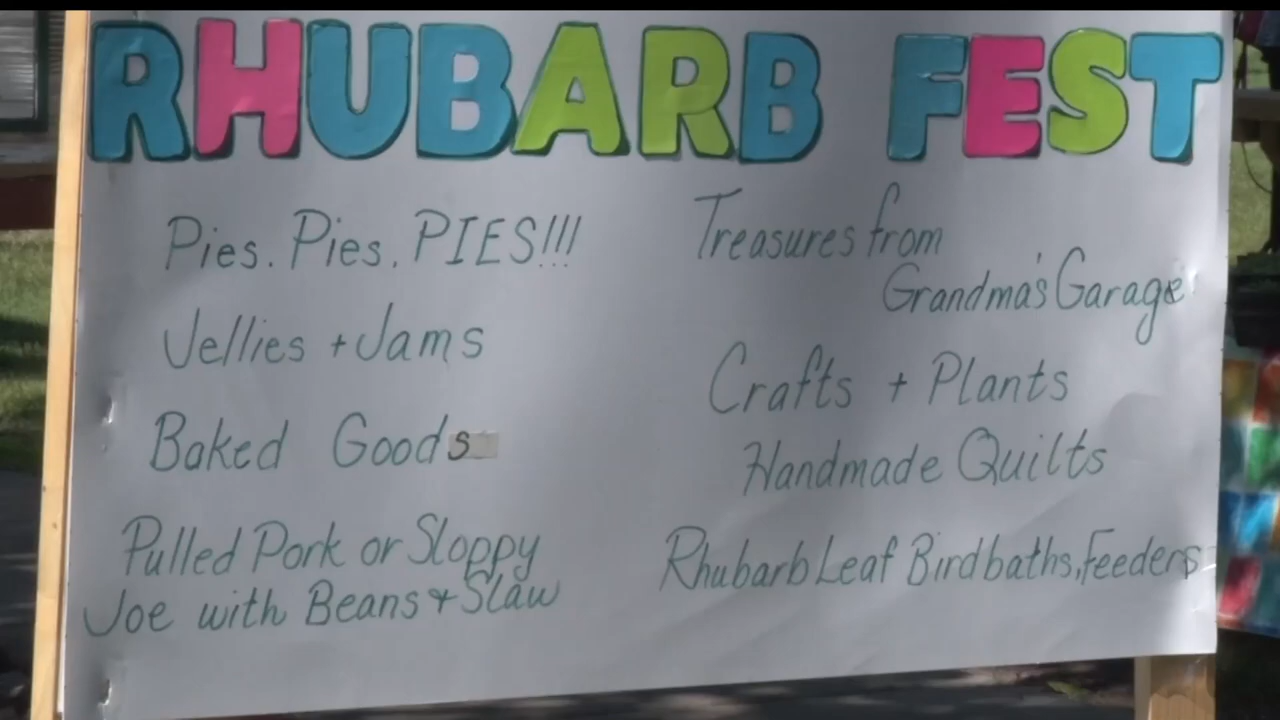 RHUBARB FEST
Pies. Pies. PIES!!!
Jellies + Jams
Baked Goods
Pulled Pork or Sloppy
Joe with Beans + Slaw
Treasures from
Grandma's Garage
Crafts + Plants
Handmade Quilts
Rhubarb Leaf Birdbaths, Feeders